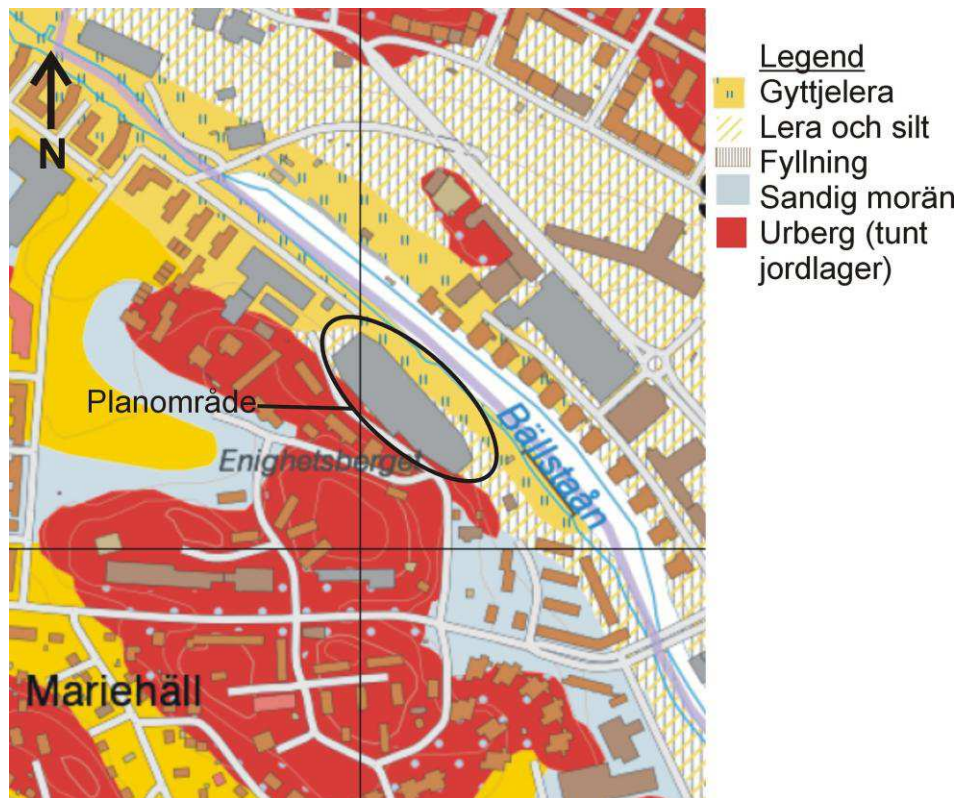 N
Planområde
Enighetsberget
Bällstaån
Mariehäll
Legend
Gyttjelera
Lera och silt
Fyllning
Sandig morän
Urberg (tunt
jordlager)